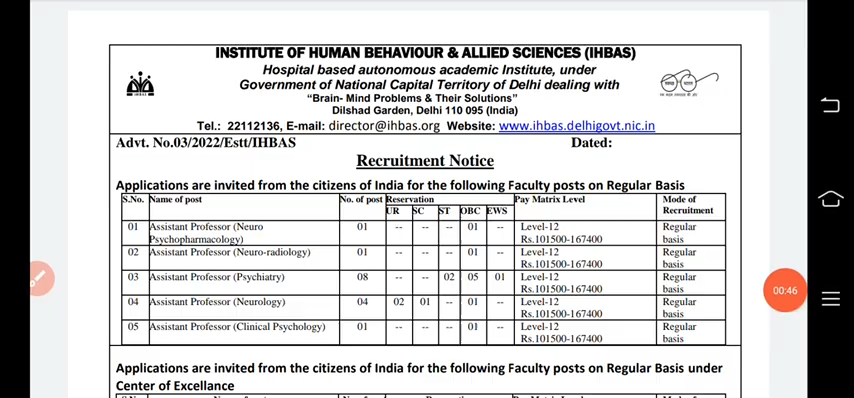 INSTITUTE OF HUMAN BEHAVIOUR & ALLIED SCIENCES (IHBAS)
Hospital based autonomous academic Institute, under
Government of National Capital Territory of Delhi dealing with
“Brain- Mind Problems & Their Solutions”
Dilshad Garden, Delhi 110 095 (India)
Tel.: 22112136, E-mail: director@ihbas.org Website: www.ihbas.delhigovt.nic.in
Advt. No.03/2022/Estt/IHBAS Dated:
Recruitment Notice
Applications are invited from the citizens of India for the following Faculty posts on Regular Basis
S.No. Name of post No. of post Reservation Pay Matrix Level Mode of
UR SC ST OBC EWS Recruitment
01 Assistant Professor (Neuro 01 -- -- -- 01 -- Level-12 Regular
Psychopharmacology) Rs.101500-167400 basis
02 Assistant Professor (Neuro-radiology) 01 -- -- -- 01 -- Level-12 Regular
Rs.101500-167400 basis
03 Assistant Professor (Psychiatry) 08 -- -- 02 05 01 Level-12 Regular
Rs.101500-167400 basis
04 Assistant Professor (Neurology) 04 02 01 -- 01 -- Level-12 Regular
Rs.101500-167400 basis
05 Assistant Professor (Clinical Psychology) 01 -- -- -- 01 -- Level-12 Regular
Rs.101500-167400 basis
Applications are invited from the citizens of India for the following Faculty posts on Regular Basis under
Center of Excellence
00:46